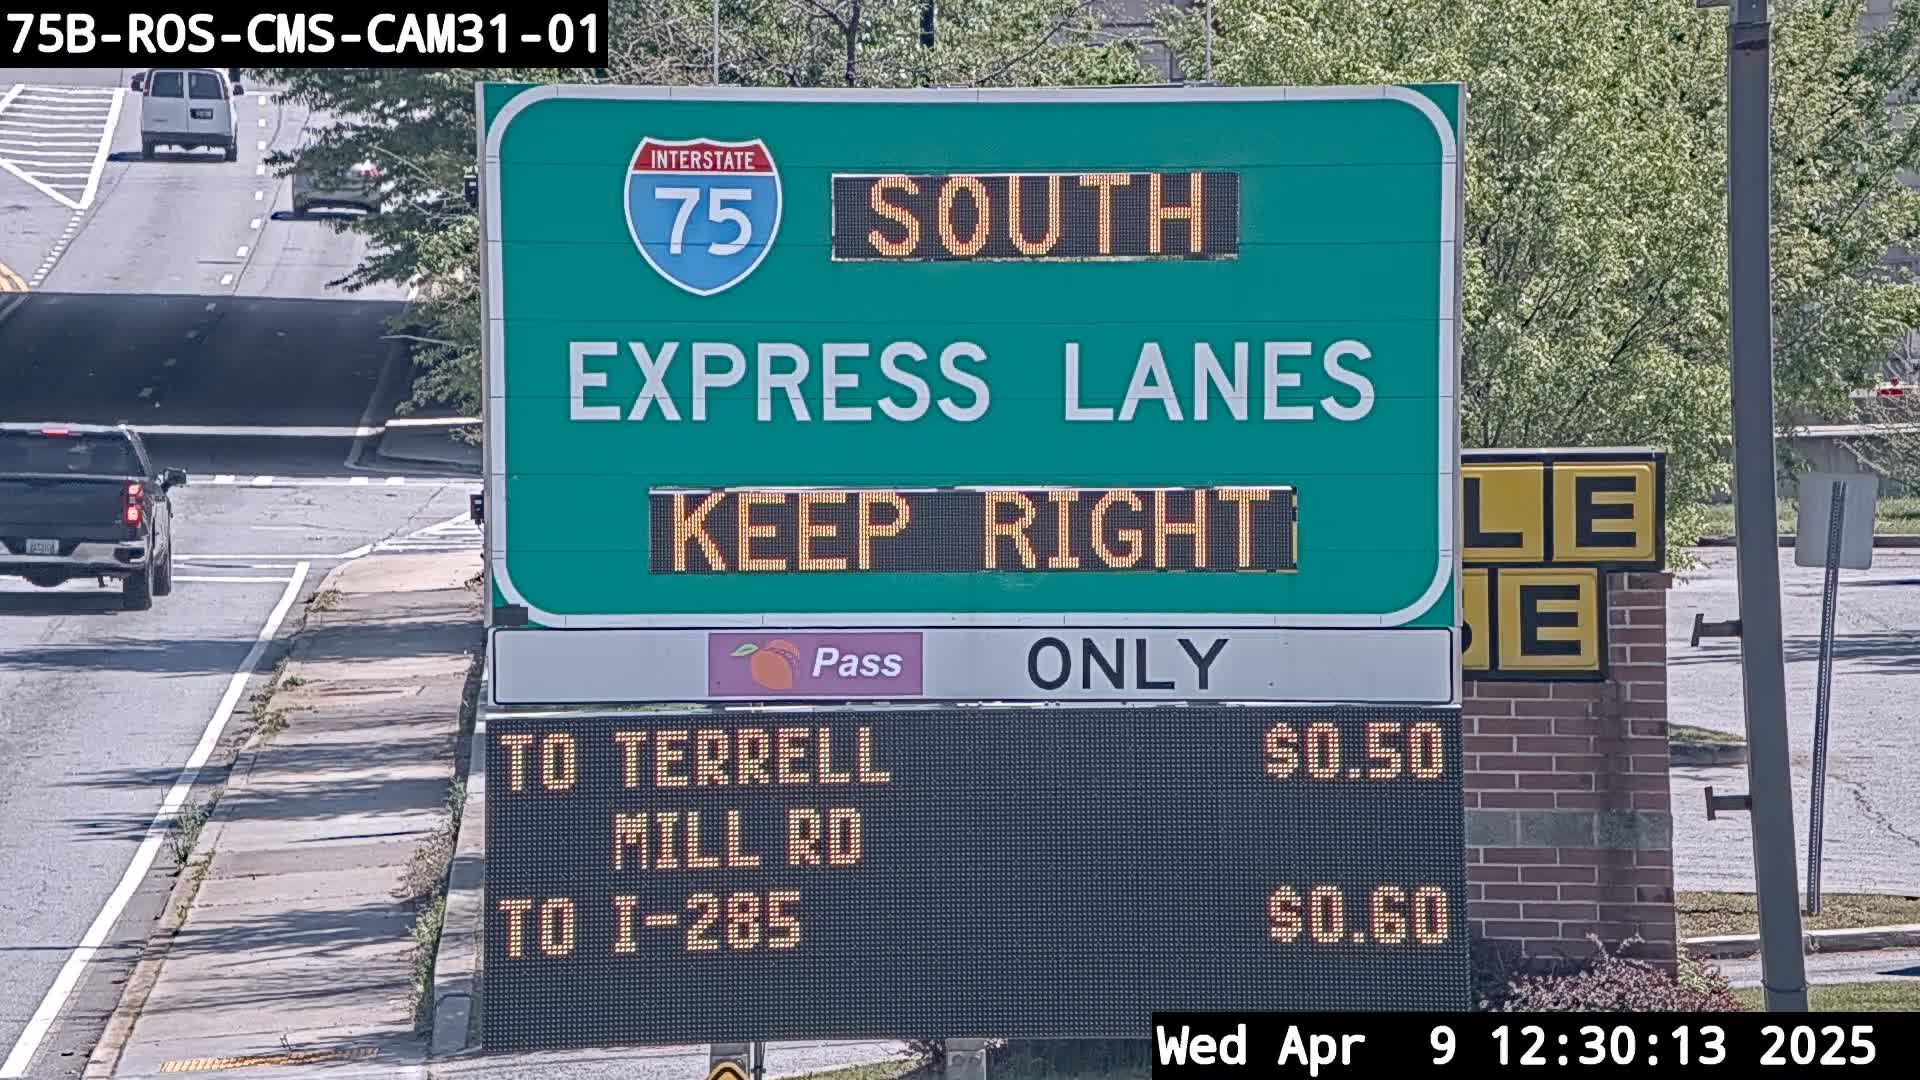 75B-ROS-CMS-CAM31-01
INTERSTATE
75
SOUTH
EXPRESS LANES
KEEP RIGHT
Pass ONLY
TO TERRELL $0.50
MILL RD
TO I-285 $0.60
LE
E
Wed Apr 9 12:30:13 2025